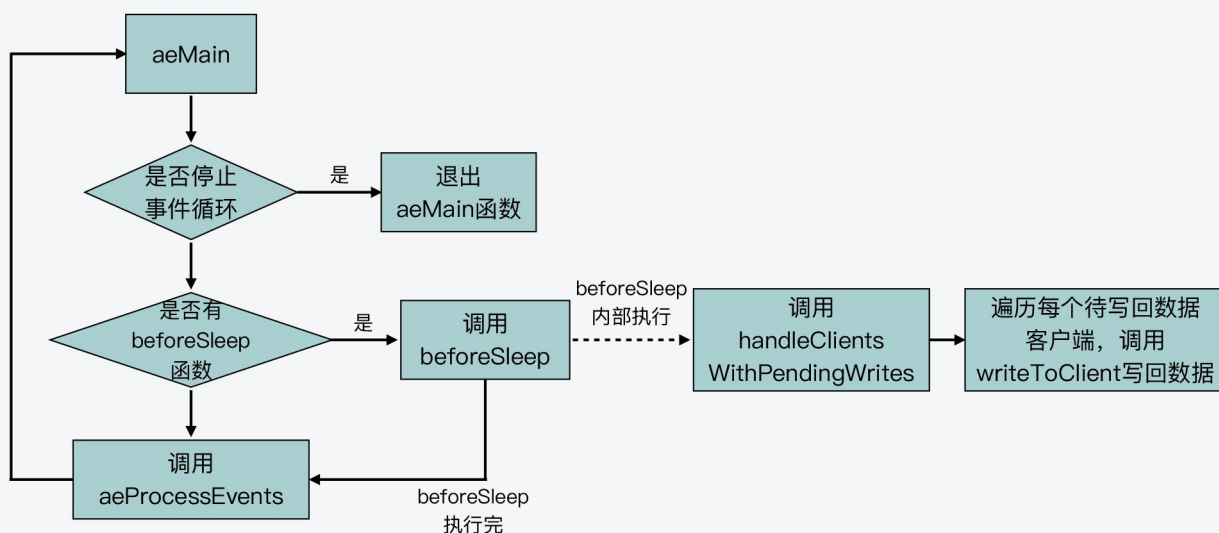 aeMain
是否停止
事件循环
是
退出
aeMain函数
是否有
beforeSleep
函数
是
调用
beforeSleep
beforeSleep
内部执行
调用
handleClients
WithPendingWrites
遍历每个待写回数据
客户端，调用
writeToClient写回数据
调用
aeProcessEvents
beforeSleep
执行完